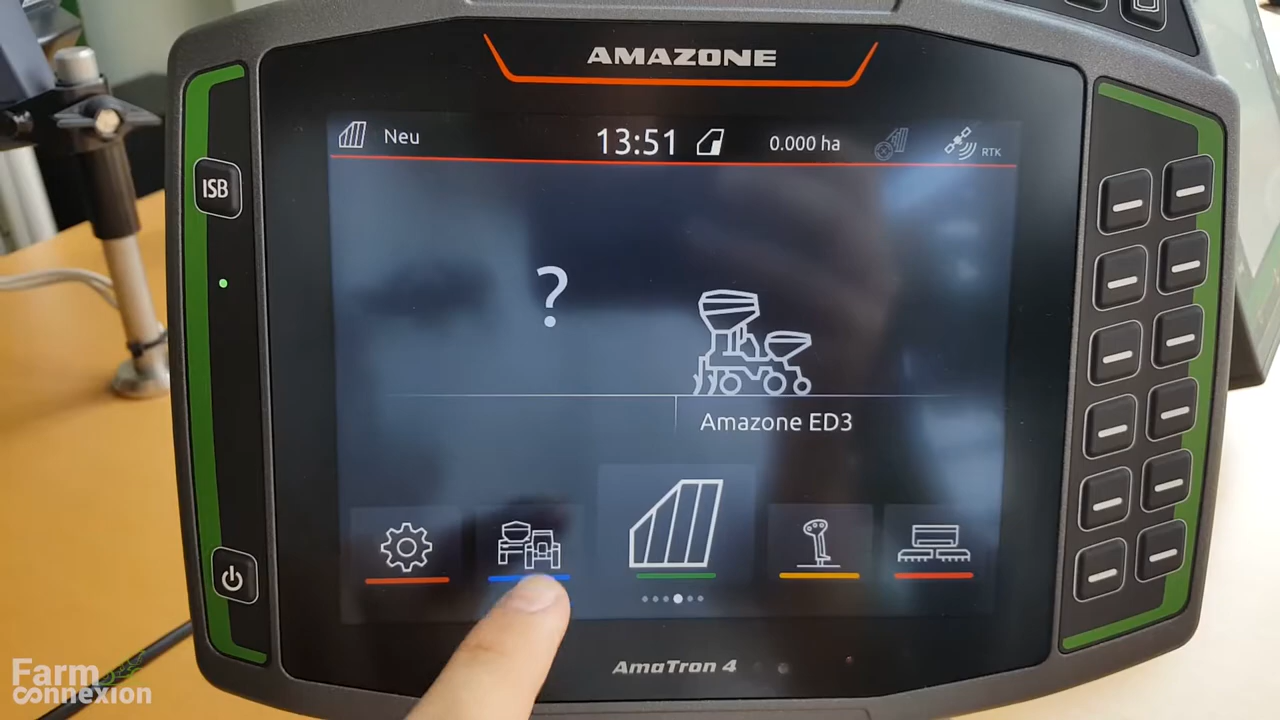 AMAZONE
Neu 13:51 0.000 ha RTK
ISB
?
Amazone ED3
AmaTron 4
Farm
connexion